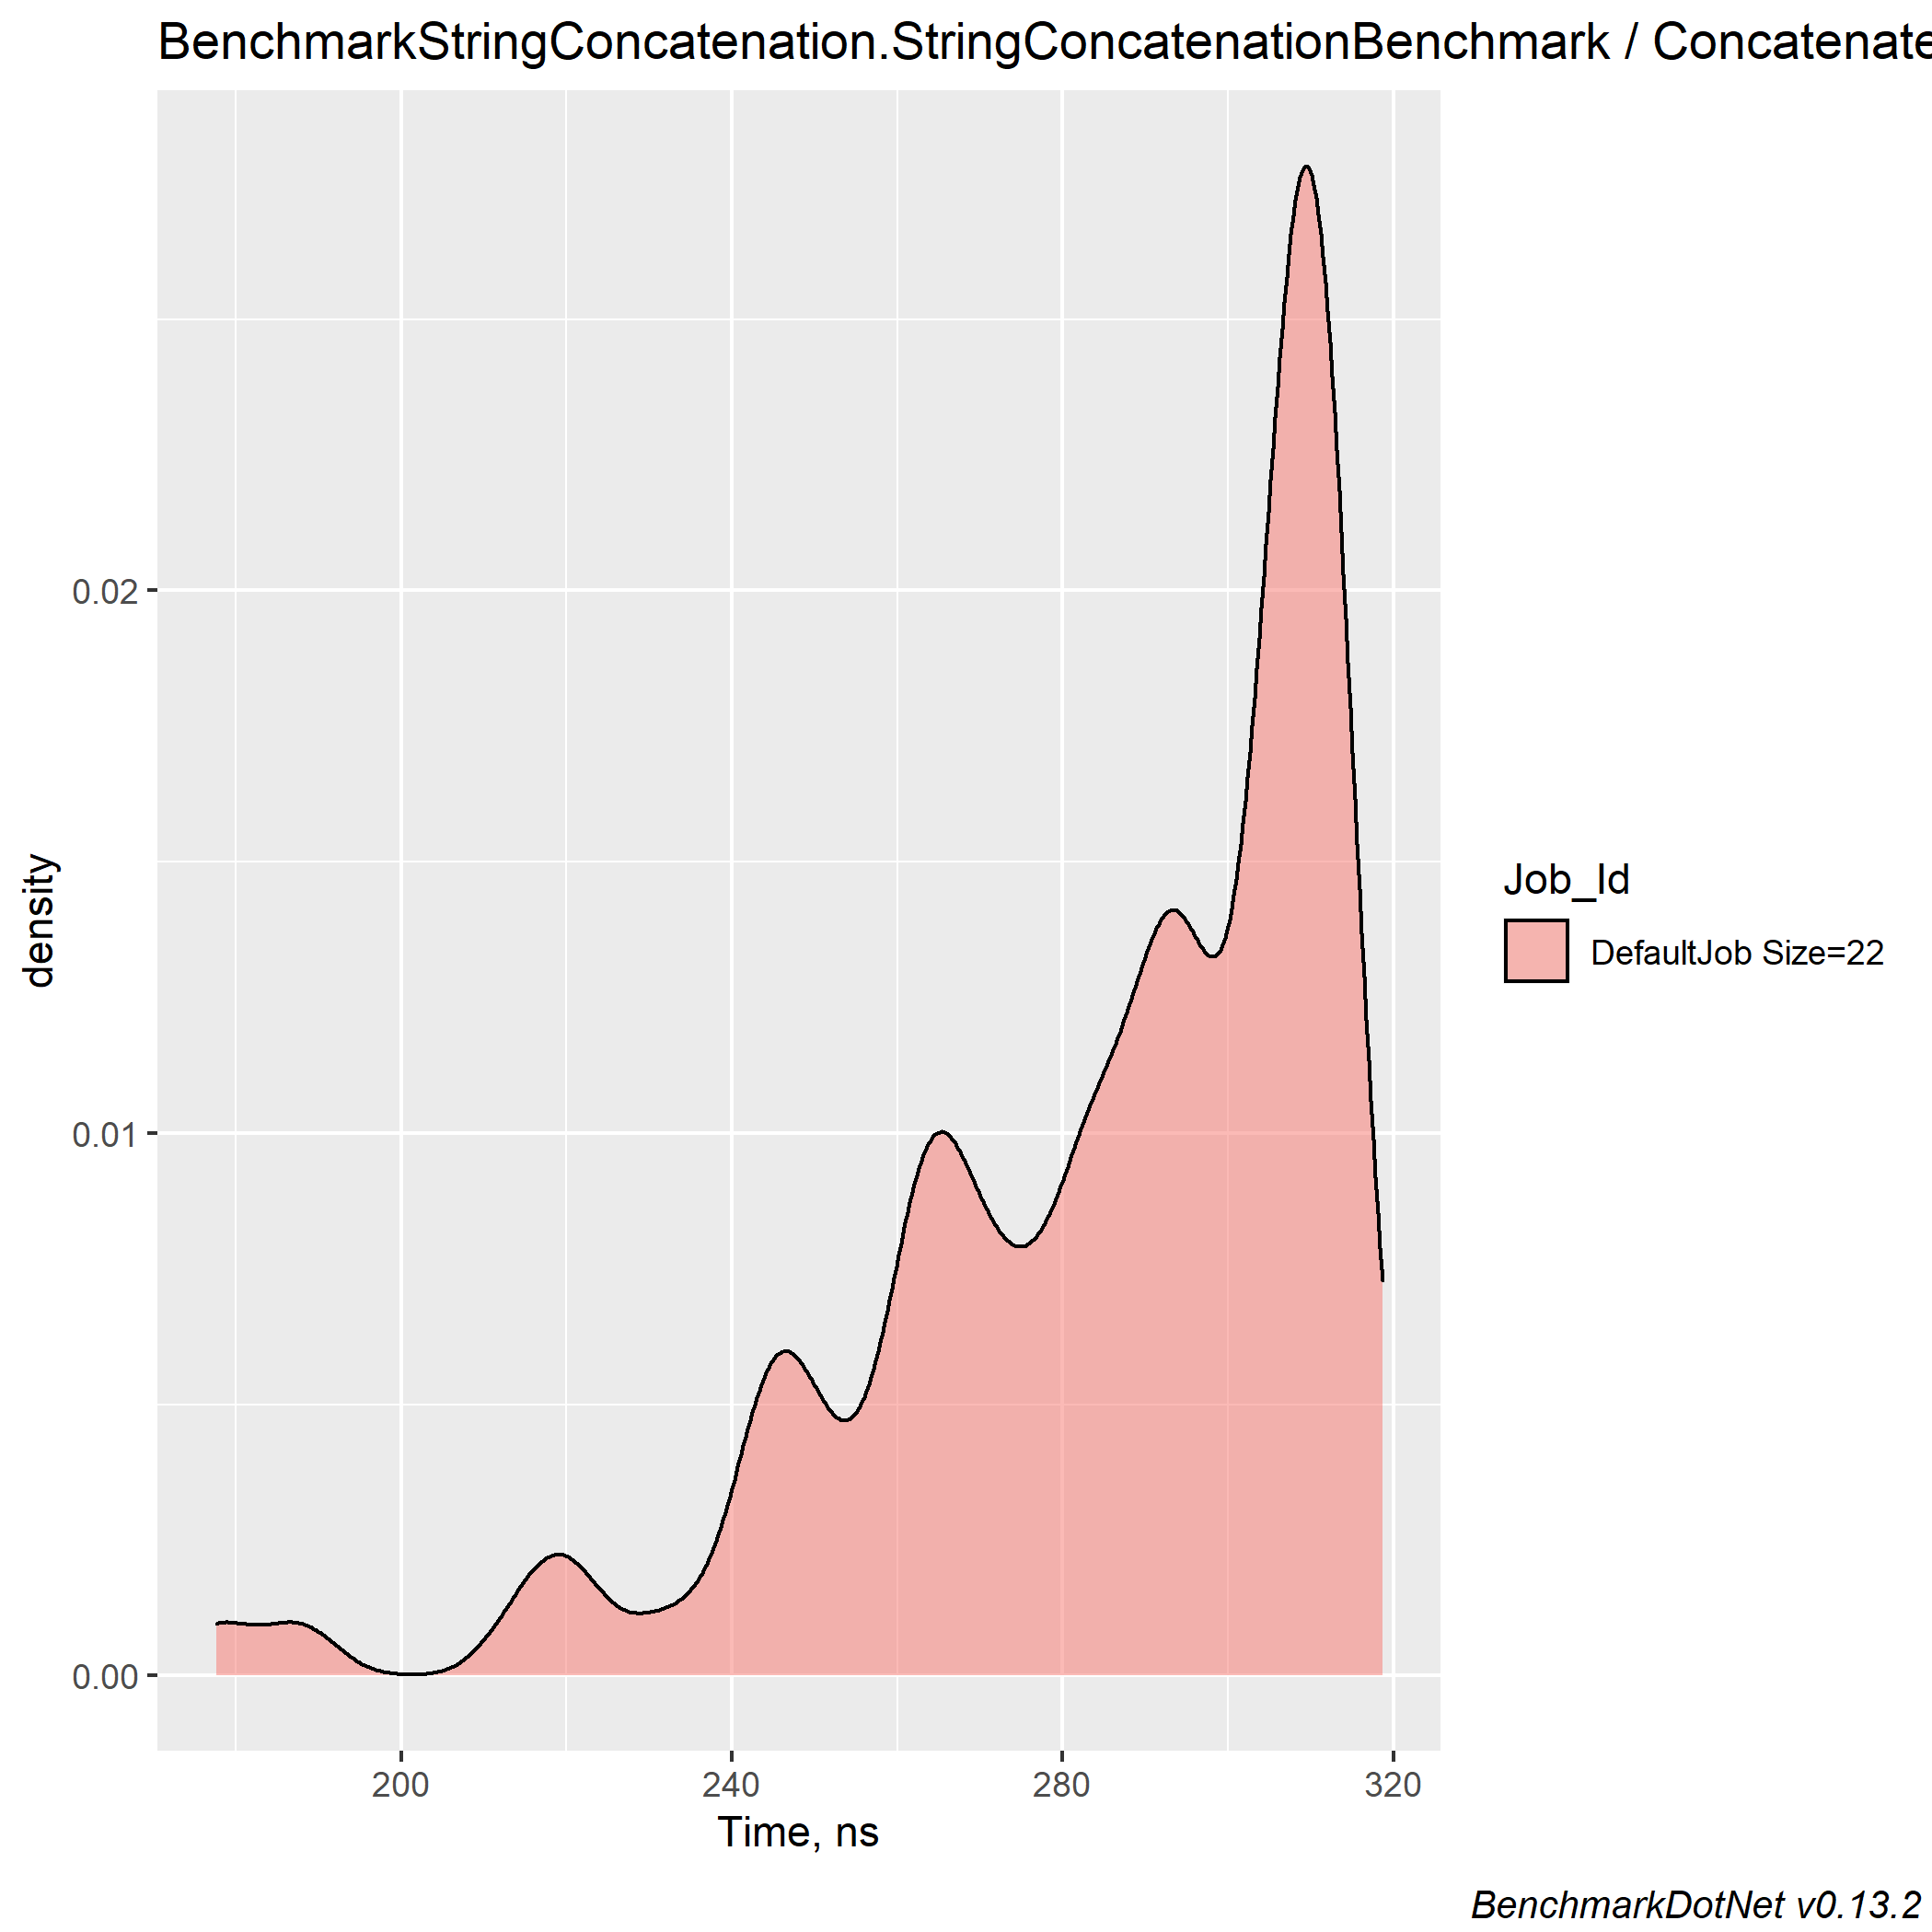 BenchmarkStringConcatenation.StringConcatenationBenchmark / Concatenate
0.02
0.01
0.00
density
200 240 280 320
Time, ns
Job_Id
DefaultJob Size=22
BenchmarkDotNet v0.13.2